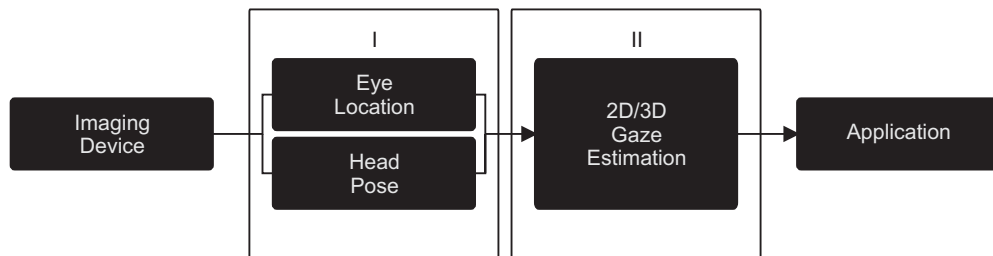 I
II
Imaging
Device
Eye
Location
Head
Pose
2D/3D
Gaze
Estimation
Application